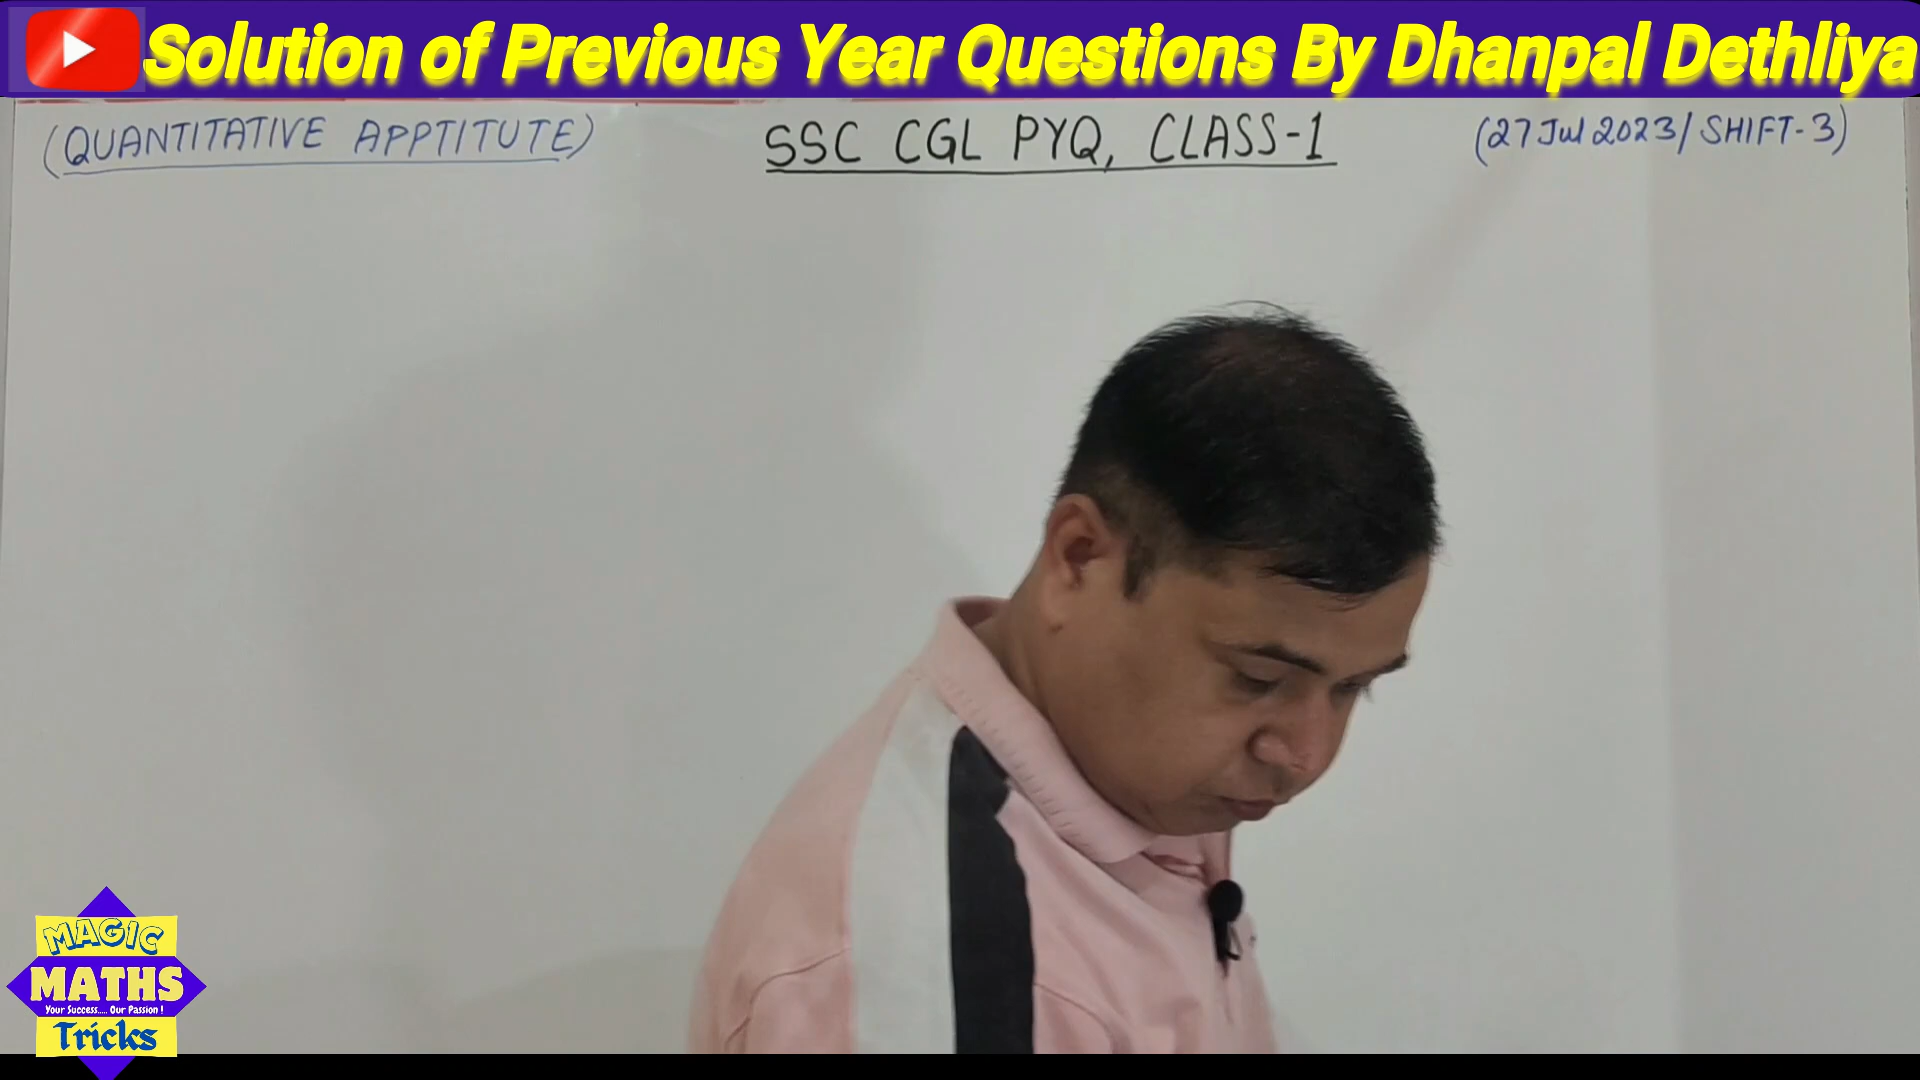 Solution of Previous Year Questions By Dhanpal Dethliya
(QUANTITATIVE APPTITUTE)
SSC CGL PYQ, CLASS-1
(27 Jul 2023/SHIFT-3)
MAGIC
MATHS
Your Success..... Our Passion !
Tricks